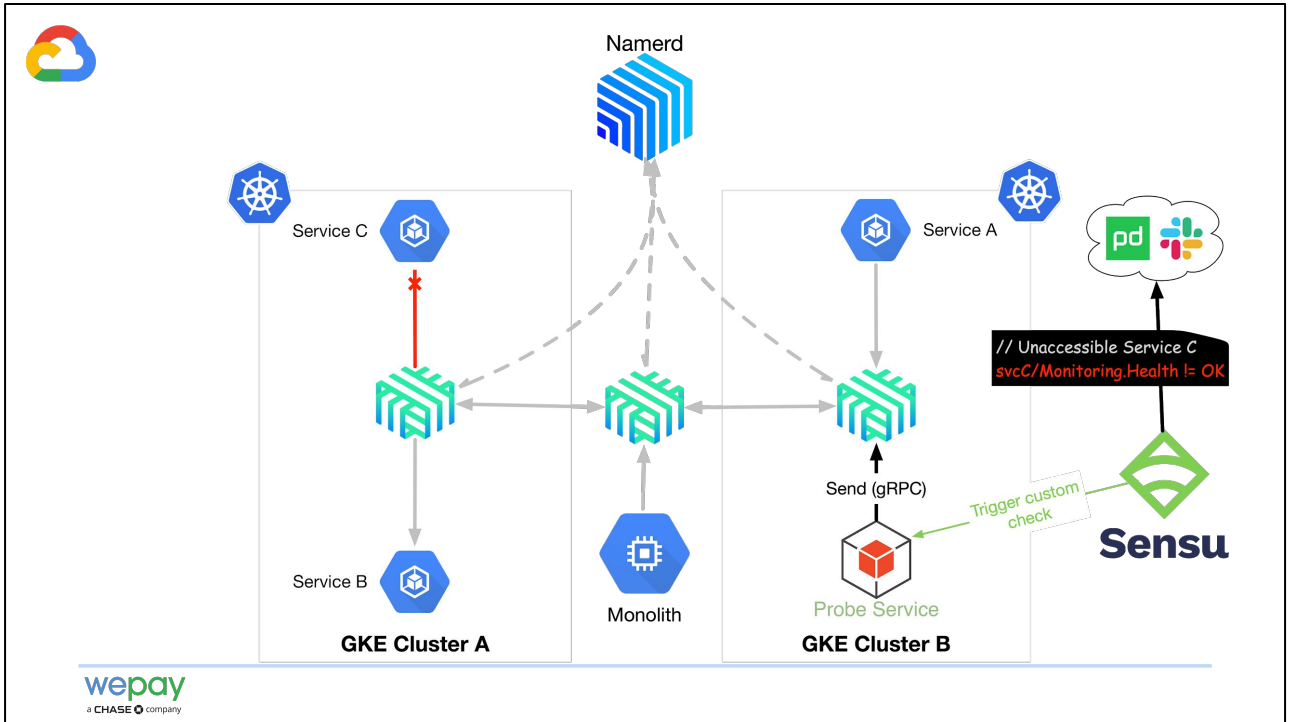 Namerd
Service C
Service A
pd
// Unaccessible Service C
svcC/Monitoring.Health != OK
Send (gRPC)
Trigger custom
check
Sensu
Service B
Monolith
Probe Service
GKE Cluster A
GKE Cluster B
wepay
a CHASE company